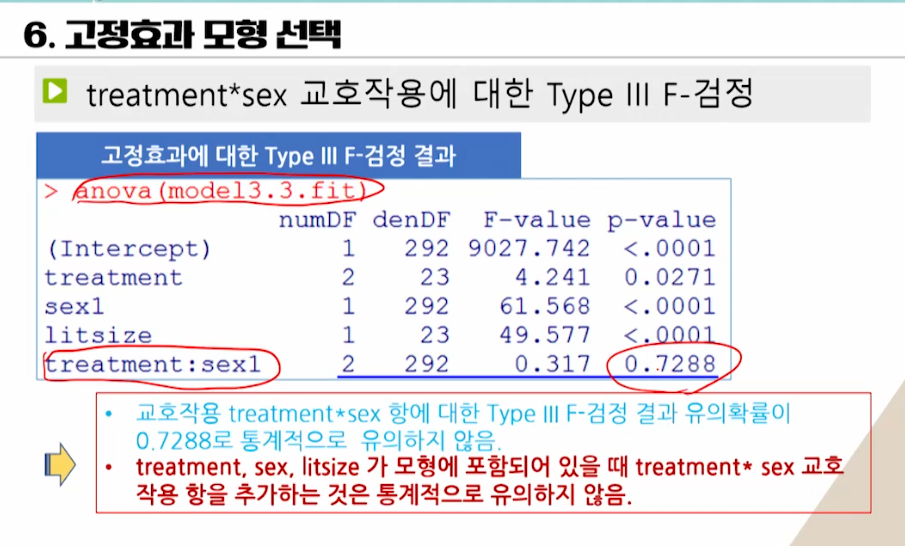 6. 고정효과 모형 선택
treatment*sex 교호작용에 대한 Type III F-검정
고정효과에 대한 Type III F-검정 결과
> anova(model3.3.fit)
numDF denDF F-value p-value
(Intercept) 1 292 9027.742 <.0001
treatment 2 23 4.241 0.0271
sex1 1 292 61.568 <.0001
litsize 1 23 49.577 <.0001
treatment:sex1 2 292 0.317 0.7288
• 교호작용 treatment*sex 항에 대한 Type III F-검정 결과 유의확률이
0.7288로 통계적으로 유의하지 않음.
• treatment, sex, litsize 가 모형에 포함되어 있을 때 treatment* sex 교호
작용 항을 추가하는 것은 통계적으로 유의하지 않음.